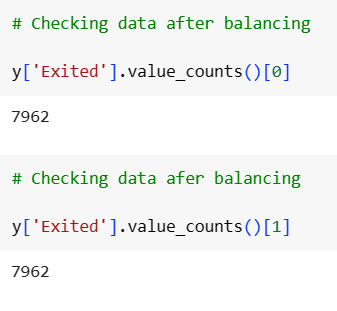 # Checking data after balancing
y['Exited'].value_counts()[0]
7962
# Checking data afer balancing
y['Exited'].value_counts()[1]
7962